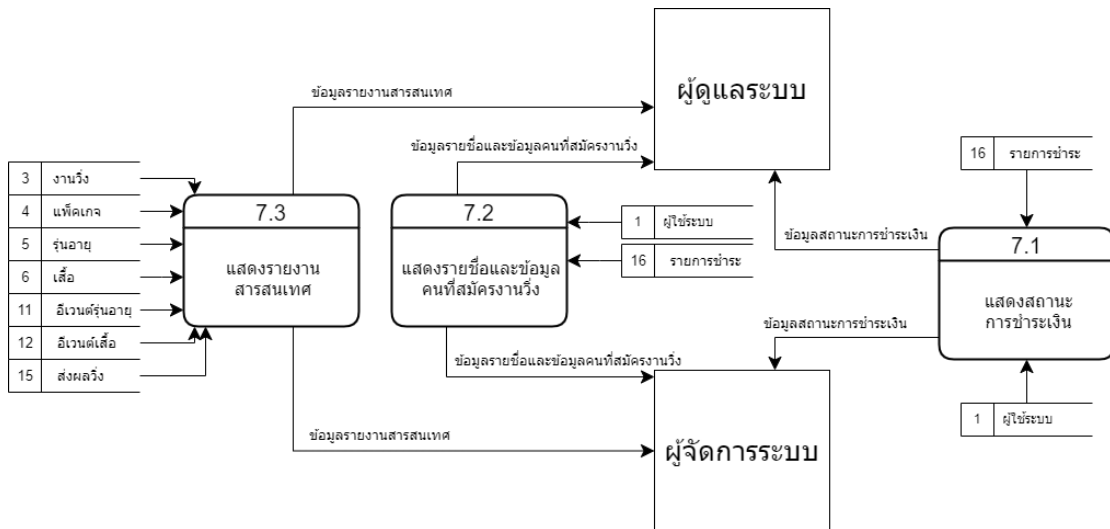 ผู้ดูแลระบบ
ข้อมูลรายงานสารสนเทศ
ข้อมูลรายชื่อและข้อมูลคนที่สมัครงานวิ่ง
16 รายการชำระ
3 งานวิ่ง
4 แพ็คเกจ
5 รุ่นอายุ
6 เสื้อ
11 อีเวนต์รุ่นอายุ
12 อีเวนต์เสื้อ
15 ส่งผลวิ่ง
7.3
แสดงรายงาน
สารสนเทศ
7.2
แสดงรายชื่อและข้อมูล
คนที่สมัครงานวิ่ง
1 ผู้ใช้ระบบ
16 รายการชำระ
ข้อมูลสถานะการชำระเงิน
7.1
แสดงสถานะ
การชำระเงิน
ข้อมูลสถานะการชำระเงิน
ข้อมูลรายชื่อและข้อมูลคนที่สมัครงานวิ่ง
1 ผู้ใช้ระบบ
ข้อมูลรายงานสารสนเทศ
ผู้จัดการระบบ